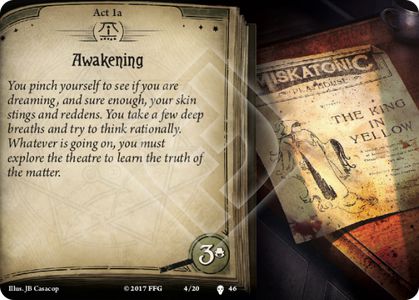 Act 1a
Awakening
You pinch yourself to see if you are
dreaming, and sure enough, your skin
stings and reddens. You take a few deep
breaths and try to think rationally.
Whatever is going on, you must
explore the theatre to learn the truth of
the matter.
3
Illus. JB Casacop
© 2017 FFG
4/20
46
MISKATONIC
PLAYHOUSE
THE KING
IN
YELLOW